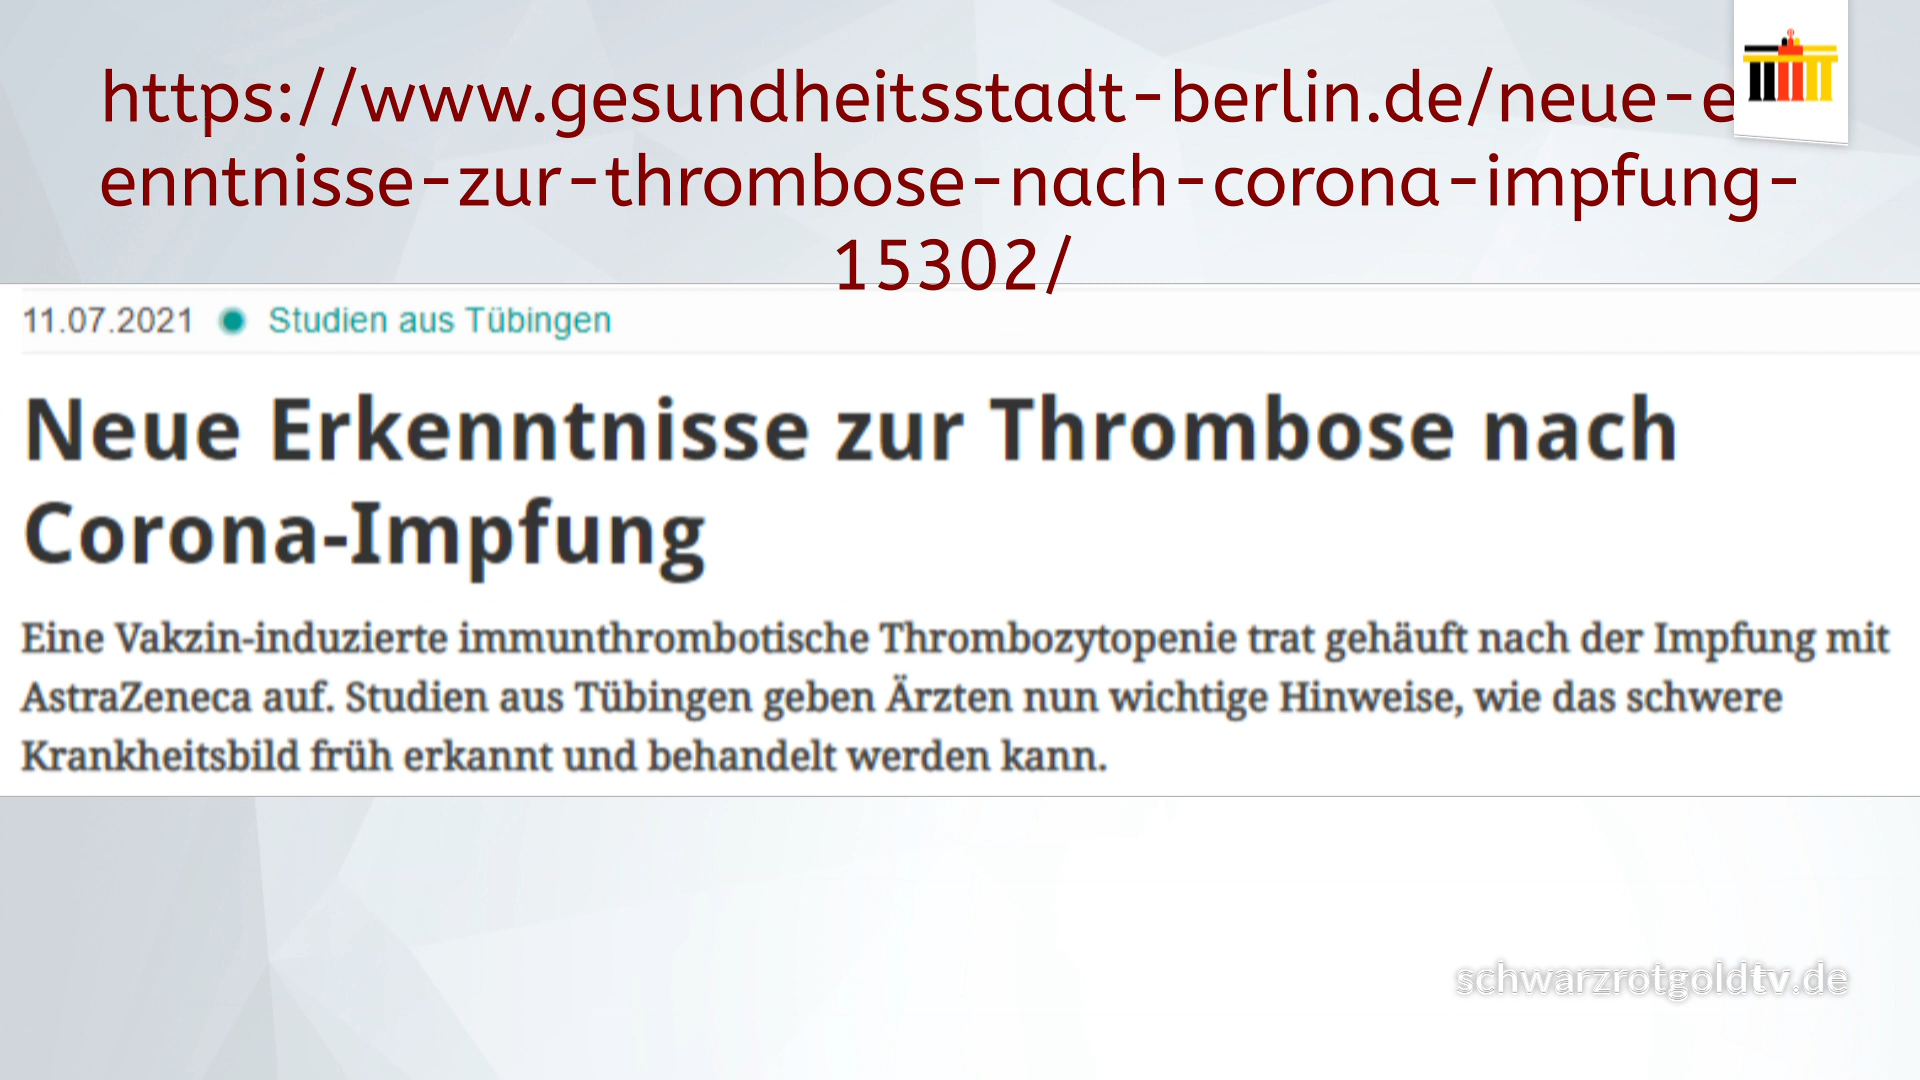 https://www.gesundheitsstadt-berlin.de/neue-e
enntnisse-zur-thrombose-nach-corona-impfung-
15302/
11.07.2021 Studien aus Tübingen
Neue Erkenntnisse zur Thrombose nach
Corona-Impfung
Eine Vakzin-induzierte immunthrombotische Thrombozytopenie trat gehäuft nach der Impfung mit
AstraZeneca auf. Studien aus Tübingen geben Ärzten nun wichtige Hinweise, wie das schwere
Krankheitsbild früh erkannt und behandelt werden kann.
schwarzrotgoldtv.de